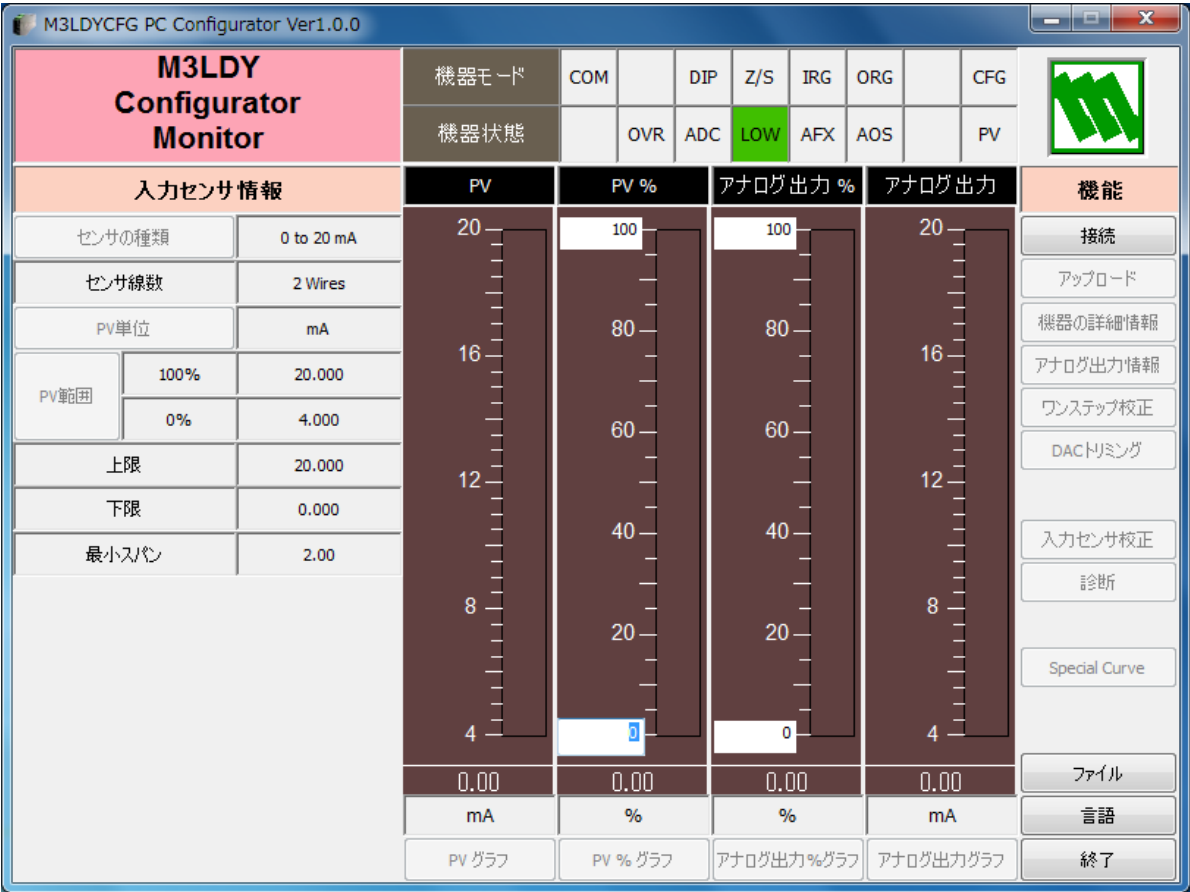 M3LDYCFG PC Configurator Ver1.0.0
M3LDY
Configurator
Monitor
機器モード COM DIP Z/S IRG ORG CFG
機器状態 OVR ADC LOW AFX AOS PV
入力センサ情報
センサの種類 0 to 20 mA
センサ線数 2 Wires
PV単位 mA
PV範囲
100% 20.000
0% 4.000
上限 20.000
下限 0.000
最小スパン 2.00
PV
20
16
12
8
4
0.00
mA
PV グラフ
PV %
100
80
60
40
20
0
0.00
%
PV % グラフ
アナログ出力 %
100
80
60
40
20
0
0.00
%
アナログ出力%グラフ
アナログ出力
20
16
12
8
4
0.00
mA
アナログ出力グラフ
機能
接続
アップロード
機器の詳細情報
アナログ出力情報
ワンステップ校正
DACトリミング
入力センサ校正
診断
Special Curve
ファイル
言語
終了